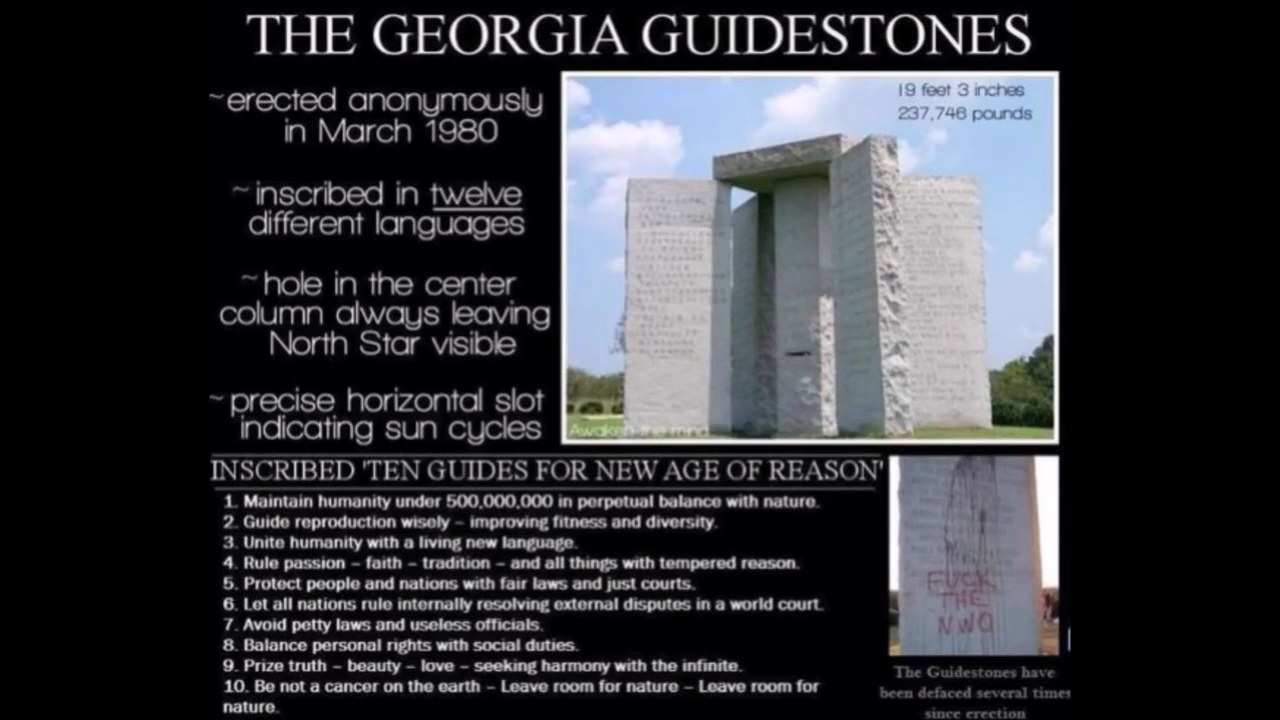 THE GEORGIA GUIDESTONES
~erected anonymously
in March 1980
~inscribed in twelve
different languages
~hole in the center
column always leaving
North Star visible
~precise horizontal slot
indicating sun cycles
19 feet 3 inches
237,746 pounds
Awaken the mind
INSCRIBED 'TEN GUIDES FOR NEW AGE OF REASON'
1. Maintain humanity under 500,000,000 in perpetual balance with nature.
2. Guide reproduction wisely – improving fitness and diversity.
3. Unite humanity with a living new language.
4. Rule passion – faith – tradition – and all things with tempered reason.
5. Protect people and nations with fair laws and just courts.
6. Let all nations rule internally resolving external disputes in a world court.
7. Avoid petty laws and useless officials.
8. Balance personal rights with social duties.
9. Prize truth – beauty – love – seeking harmony with the infinite.
10. Be not a cancer on the earth – Leave room for nature – Leave room for
nature.
FUCK
THE
NWO
The Guidestones have
been defaced several times
since erection